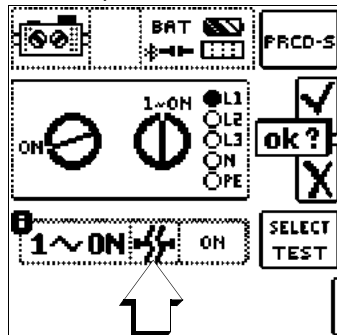 BAT
PRCD-S
1~ON
L1
L2
L3
N
PE
ON
ok?
1~ON
ON
SELECT
TEST